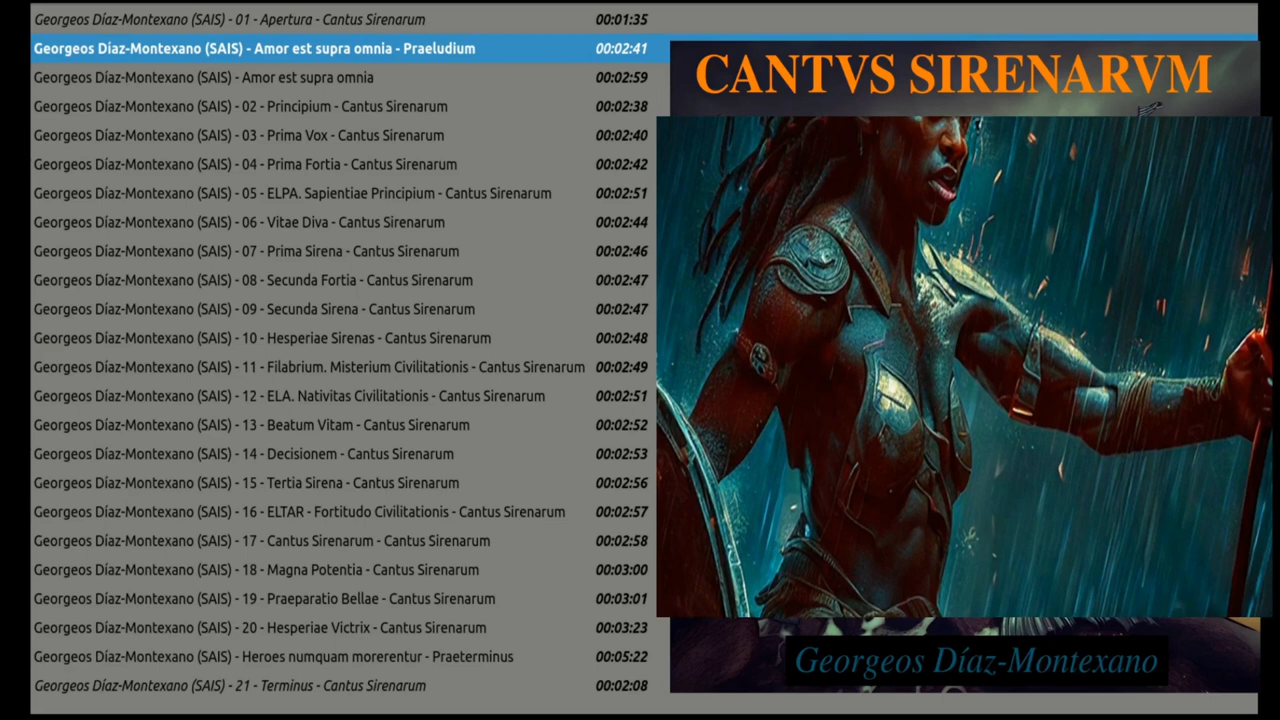 Georgeos Díaz-Montexano (SAIS) - 01 - Apertura - Cantus Sirenarum 00:01:35
Georgeos Díaz-Montexano (SAIS) - Amor est supra omnia - Praeludium 00:02:41
Georgeos Díaz-Montexano (SAIS) - Amor est supra omnia 00:02:59
Georgeos Díaz-Montexano (SAIS) - 02 - Principium - Cantus Sirenarum 00:02:38
Georgeos Díaz-Montexano (SAIS) - 03 - Prima Vox - Cantus Sirenarum 00:02:40
Georgeos Díaz-Montexano (SAIS) - 04 - Prima Fortia - Cantus Sirenarum 00:02:42
Georgeos Díaz-Montexano (SAIS) - 05 - ELPA. Sapientiae Principium - Cantus Sirenarum 00:02:51
Georgeos Díaz-Montexano (SAIS) - 06 - Vitae Diva - Cantus Sirenarum 00:02:44
Georgeos Díaz-Montexano (SAIS) - 07 - Prima Sirena - Cantus Sirenarum 00:02:46
Georgeos Díaz-Montexano (SAIS) - 08 - Secunda Fortia - Cantus Sirenarum 00:02:47
Georgeos Díaz-Montexano (SAIS) - 09 - Secunda Sirena - Cantus Sirenarum 00:02:47
Georgeos Díaz-Montexano (SAIS) - 10 - Hesperiae Sirenas - Cantus Sirenarum 00:02:48
Georgeos Díaz-Montexano (SAIS) - 11 - Filabrium. Misterium Civilitationis - Cantus Sirenarum 00:02:49
Georgeos Díaz-Montexano (SAIS) - 12 - ELA. Nativitas Civilitationis - Cantus Sirenarum 00:02:51
Georgeos Díaz-Montexano (SAIS) - 13 - Beatum Vitam - Cantus Sirenarum 00:02:52
Georgeos Díaz-Montexano (SAIS) - 14 - Decisionem - Cantus Sirenarum 00:02:53
Georgeos Díaz-Montexano (SAIS) - 15 - Tertia Sirena - Cantus Sirenarum 00:02:56
Georgeos Díaz-Montexano (SAIS) - 16 - ELTAR - Fortitudo Civilitationis - Cantus Sirenarum 00:02:57
Georgeos Díaz-Montexano (SAIS) - 17 - Cantus Sirenarum - Cantus Sirenarum 00:02:58
Georgeos Díaz-Montexano (SAIS) - 18 - Magna Potentia - Cantus Sirenarum 00:03:00
Georgeos Díaz-Montexano (SAIS) - 19 - Praeparatio Bellae - Cantus Sirenarum 00:03:01
Georgeos Díaz-Montexano (SAIS) - 20 - Hesperiae Victrix - Cantus Sirenarum 00:03:23
Georgeos Díaz-Montexano (SAIS) - Heroes numquam morerentur - Praeterminus 00:05:22
Georgeos Díaz-Montexano (SAIS) - 21 - Terminus - Cantus Sirenarum 00:02:08
CANTVS SIRENARVM
Georgeos Díaz-Montexano